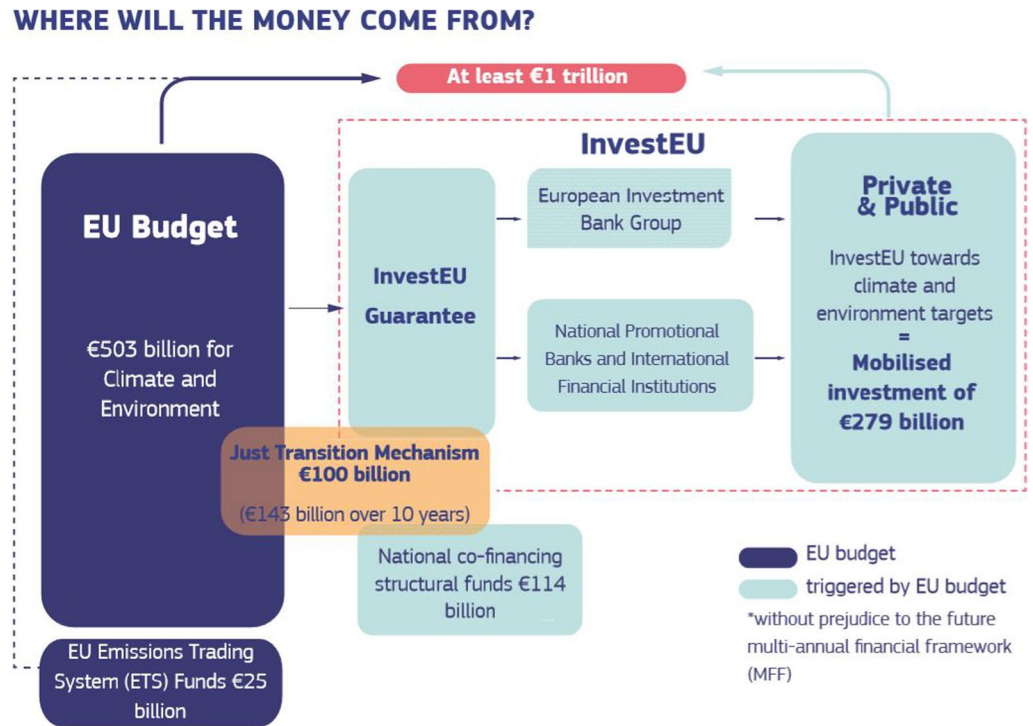 WHERE WILL THE MONEY COME FROM?
At least €1 trillion
EU Budget
€503 billion for
Climate and
Environment
InvestEU
InvestEU
Guarantee
European Investment
Bank Group
National Promotional
Banks and International
Financial Institutions
Private
& Public
InvestEU towards
climate and
environment targets
=
Mobilised
investment of
€279 billion
Just Transition Mechanism
€100 billion
(€143 billion over 10 years)
National co-financing
structural funds €114
billion ...
EU Emissions Trading
System (ETS) Funds €25
billion
EU budget
triggered by EU budget
*without prejudice to the future
multi-annual financial framework
(MFF)